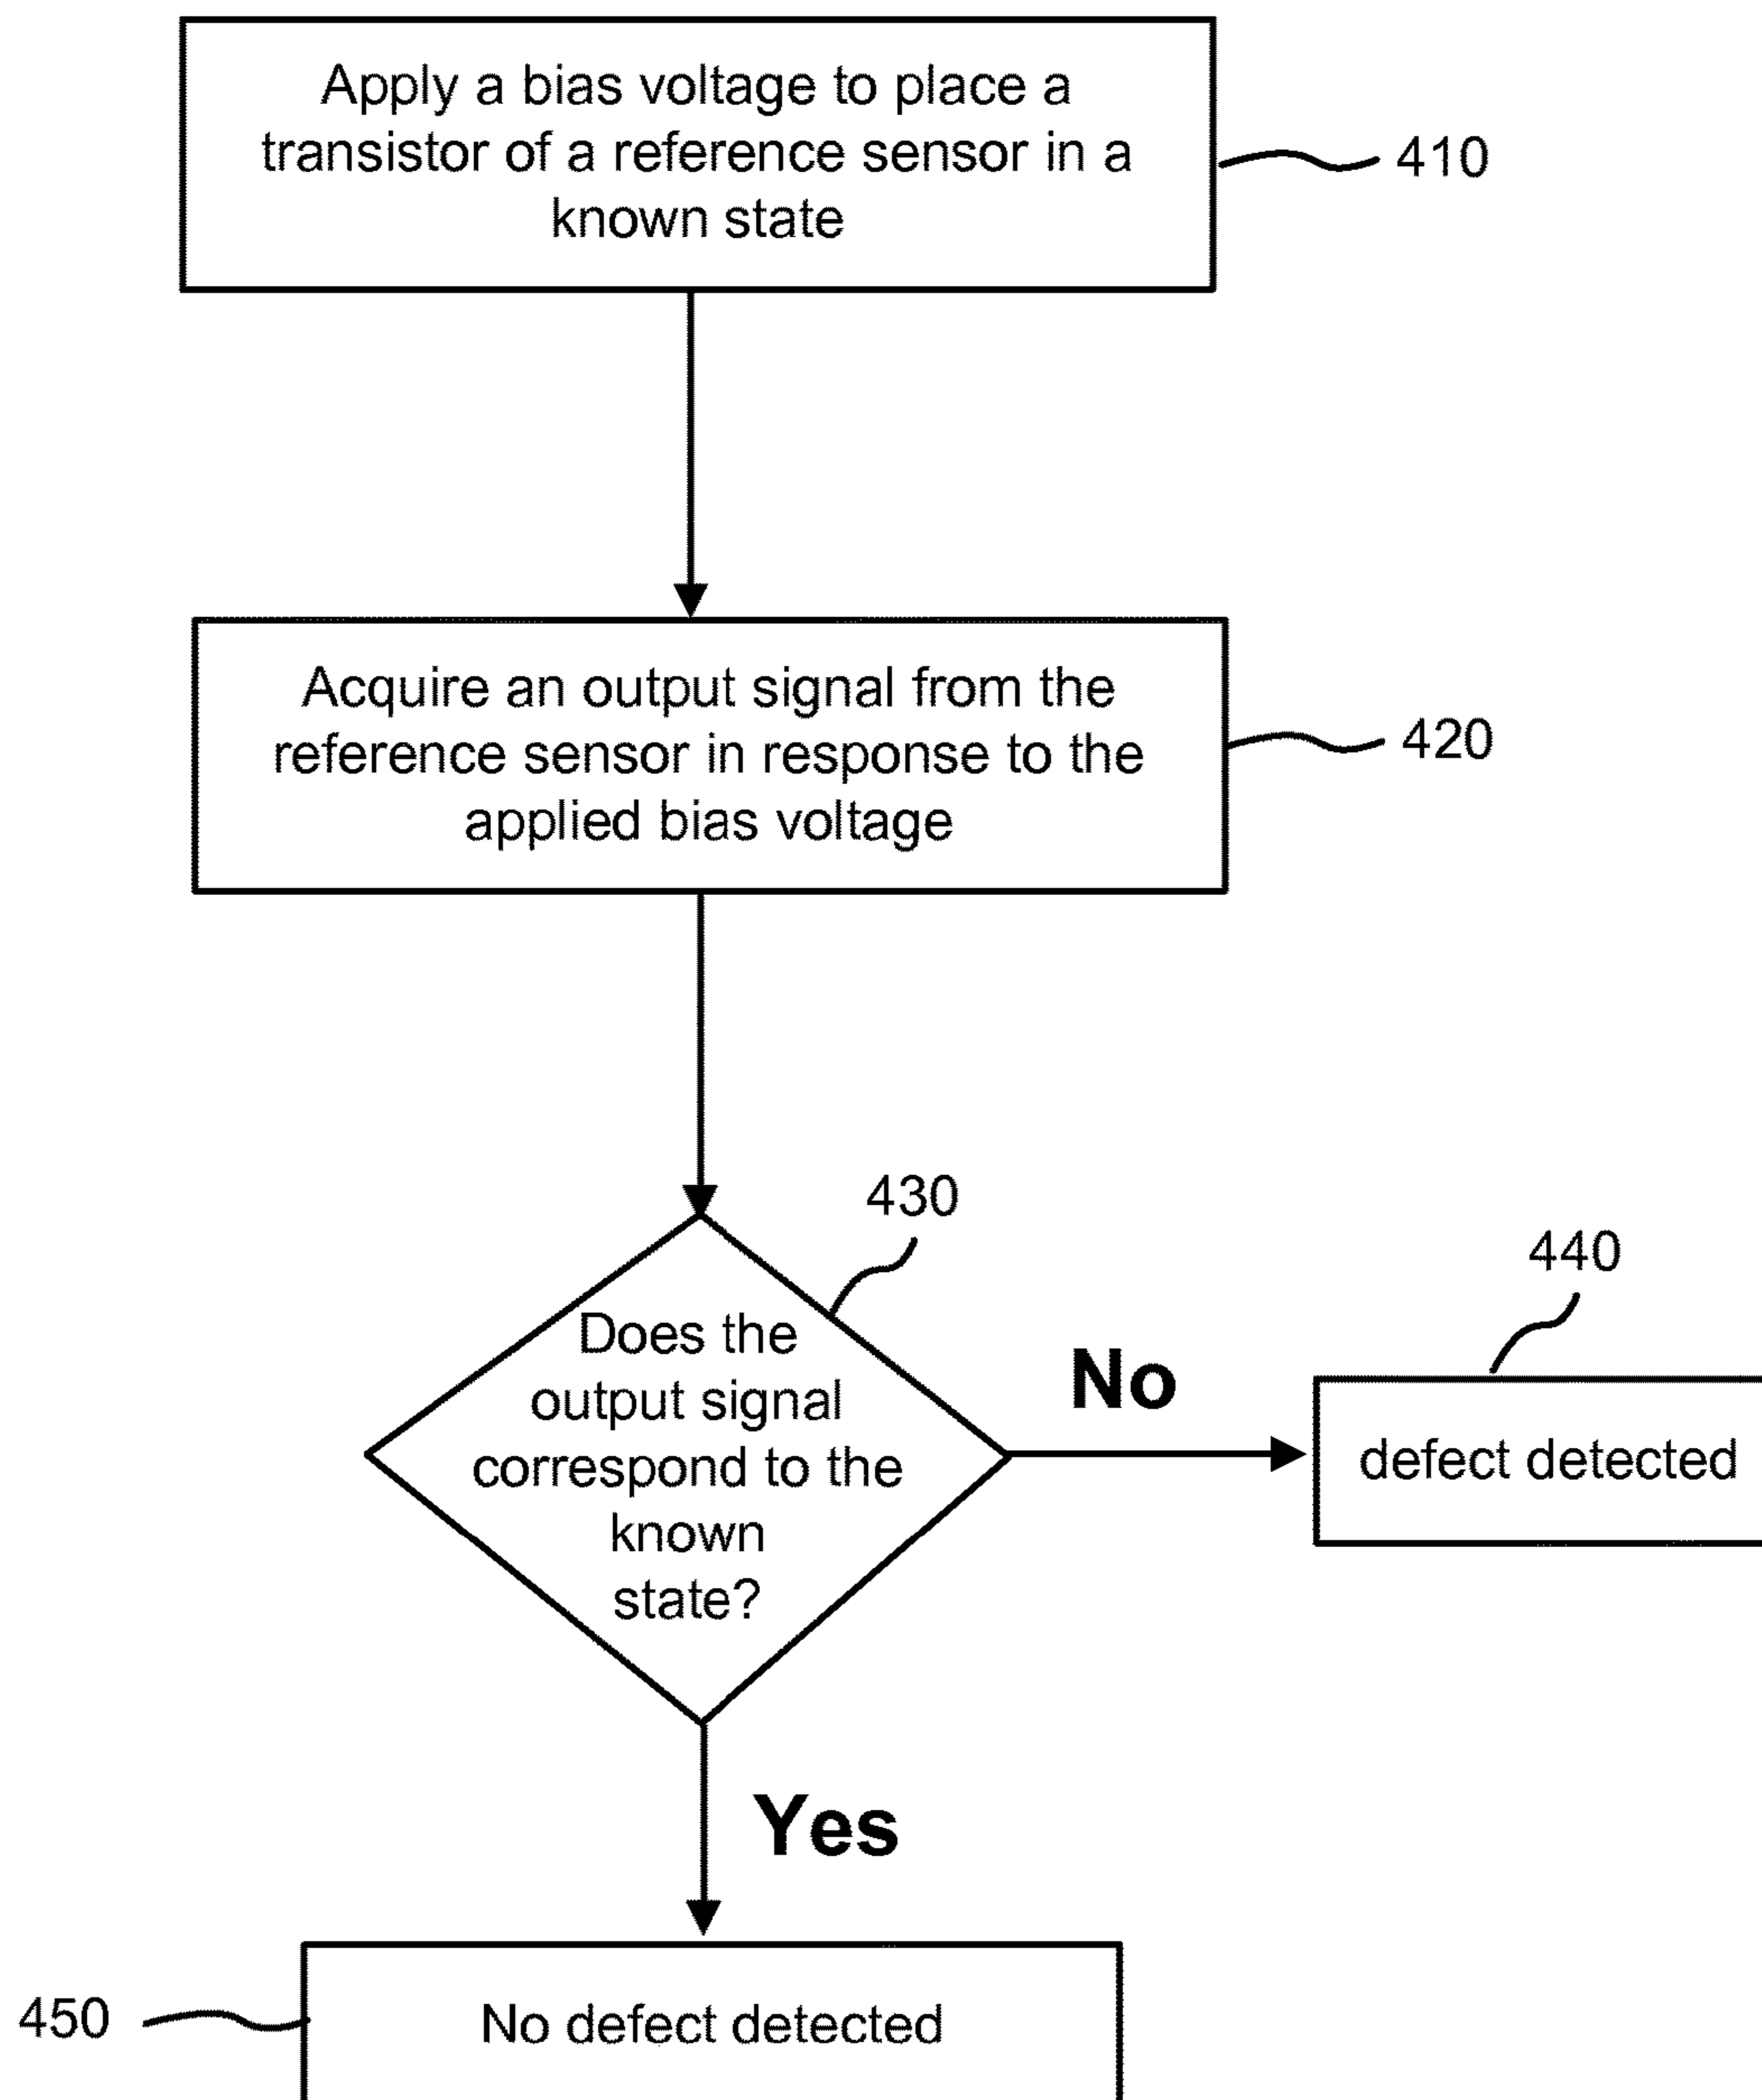 Apply a bias voltage to place a
transistor of a reference sensor in a
known state
410
Acquire an output signal from the
reference sensor in response to the
applied bias voltage
420
430
Does the
output signal
correspond to the
known
state?
No
440
defect detected
Yes
450
No defect detected